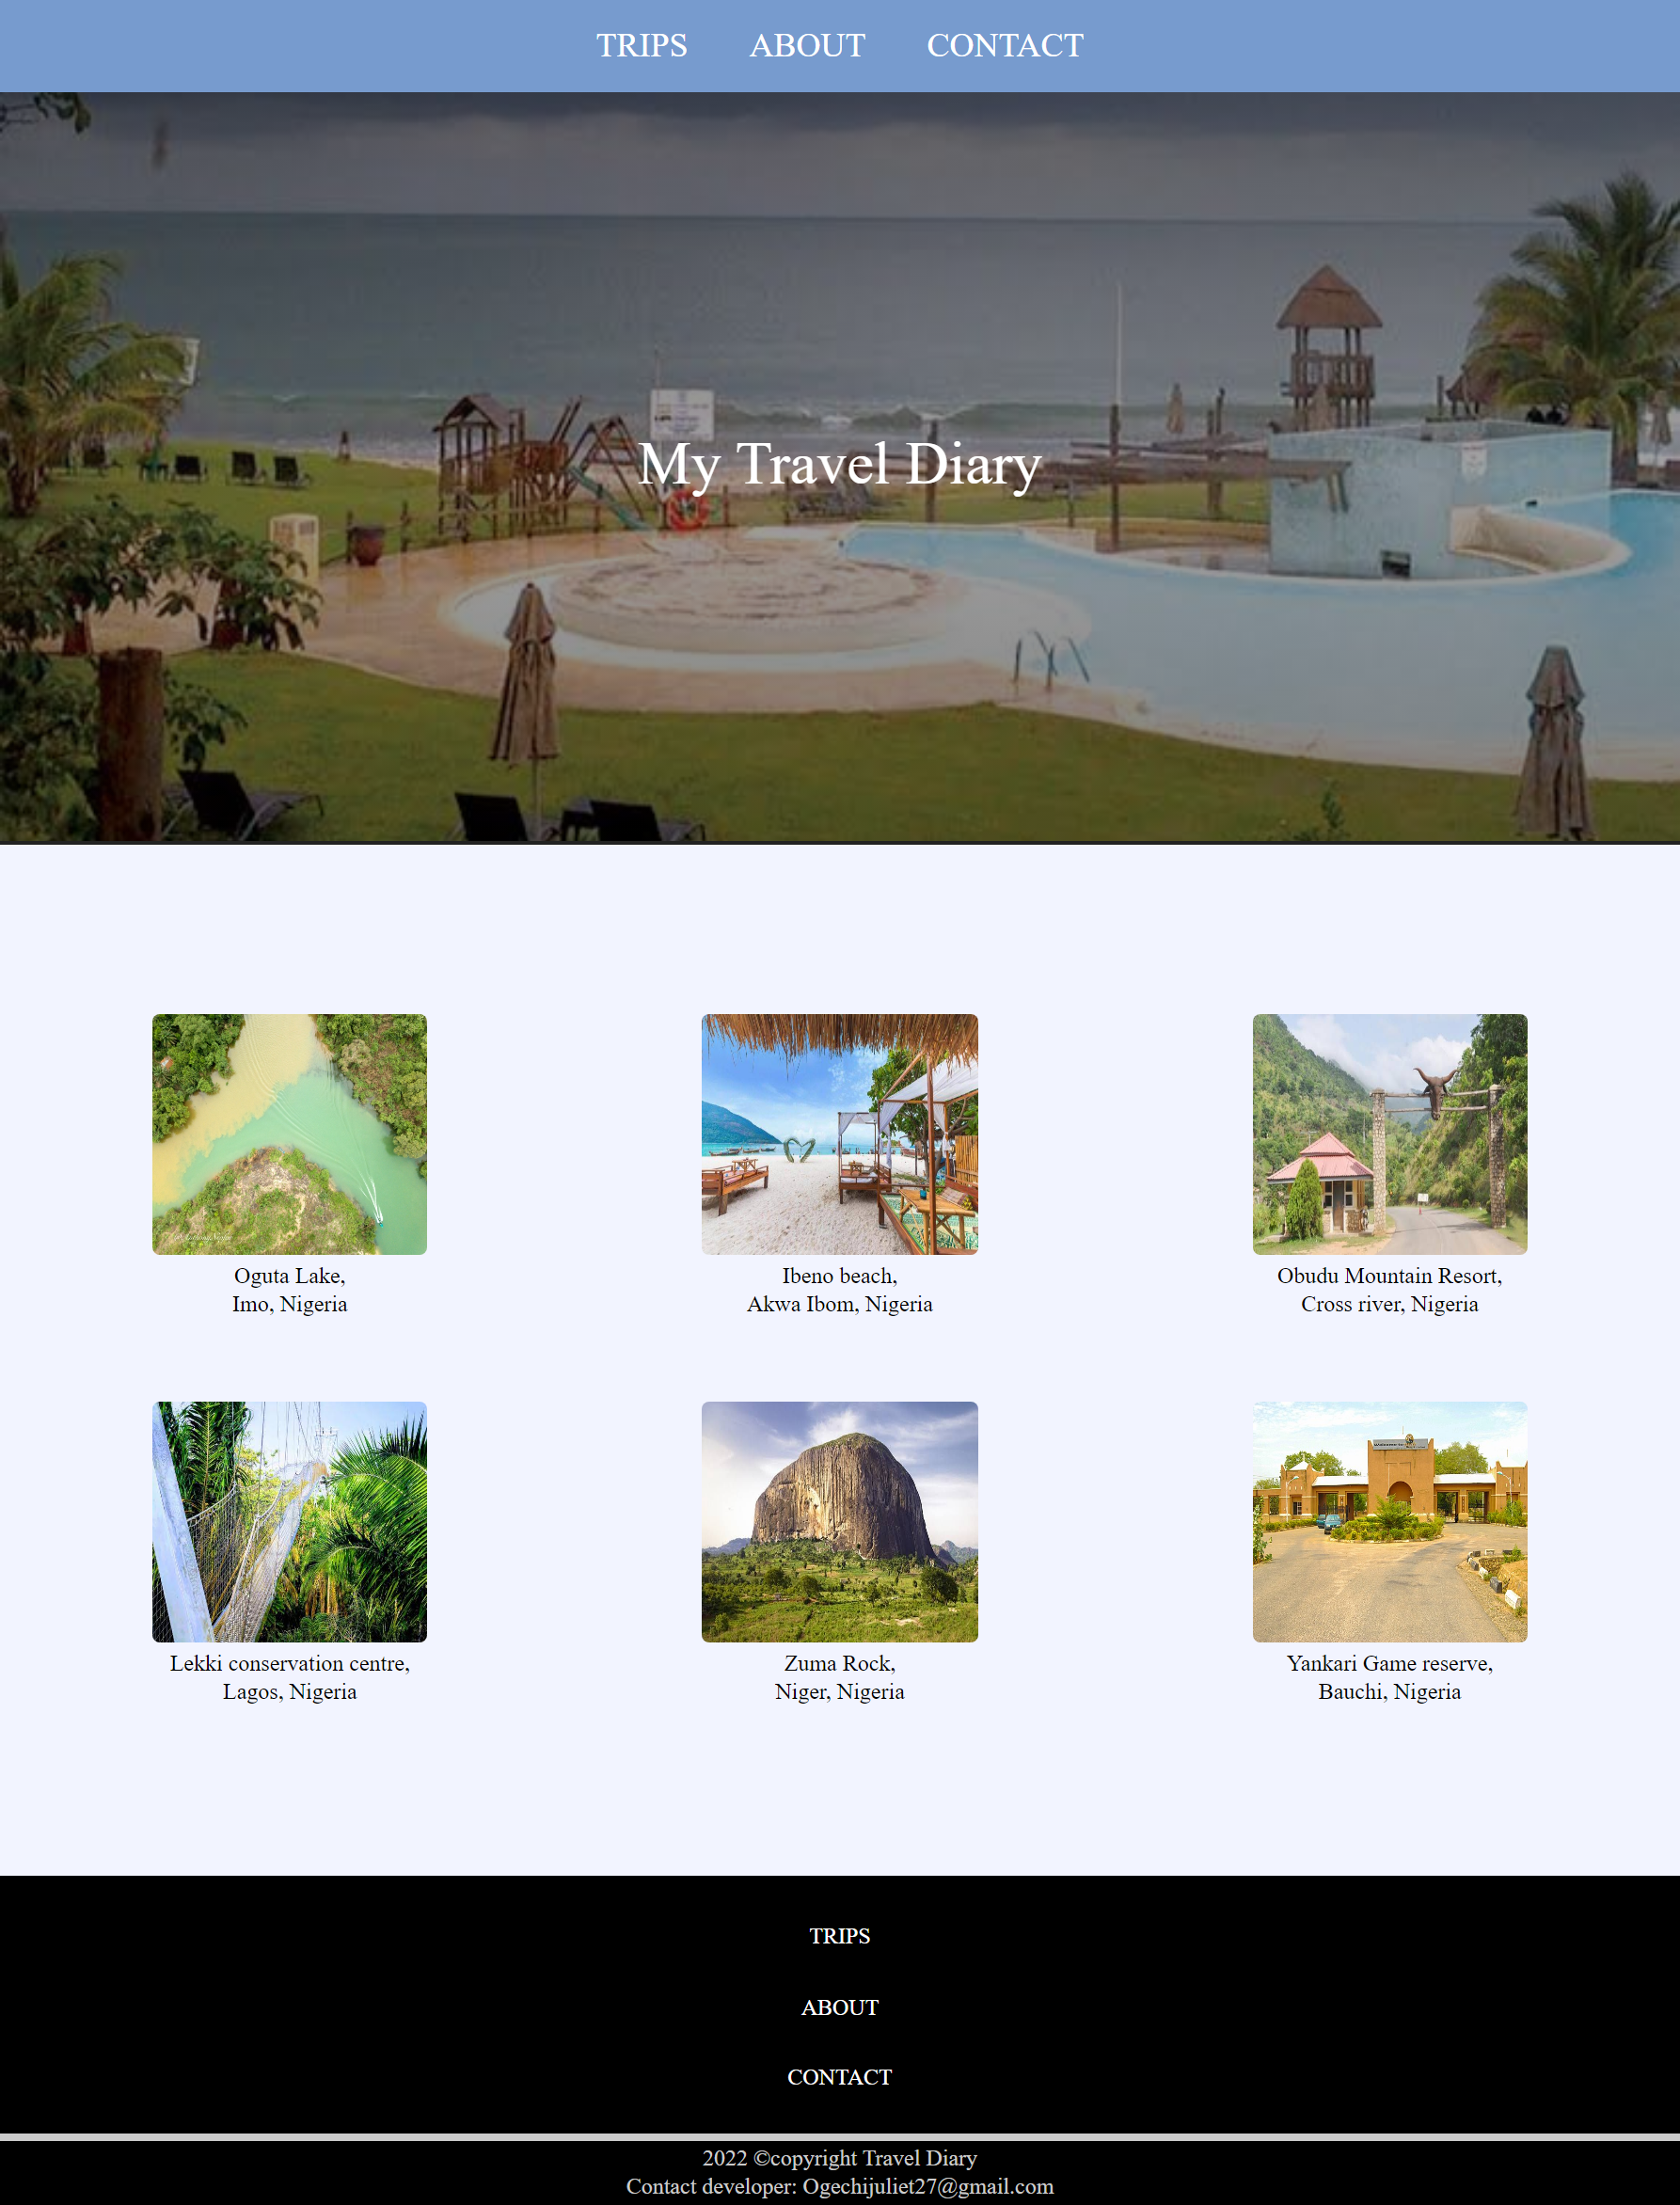 TRIPS ABOUT CONTACT
My Travel Diary
Oguta Lake,
Imo, Nigeria
Ibeno beach,
Akwa Ibom, Nigeria
Obudu Mountain Resort,
Cross river, Nigeria
Lekki conservation centre,
Lagos, Nigeria
Zuma Rock,
Niger, Nigeria
Yankari Game reserve,
Bauchi, Nigeria
TRIPS
ABOUT
CONTACT
2022 ©copyright Travel Diary
Contact developer: Ogechijuliet27@gmail.com